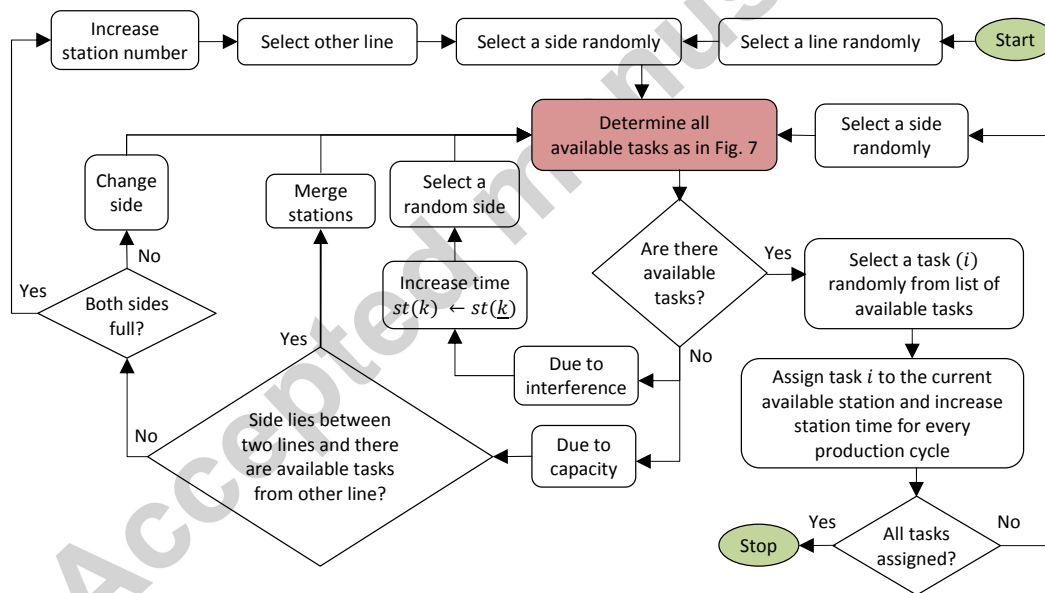 Increase
station number
Select other line
Select a side randomly
Select a line randomly
Start
Determine all
available tasks as in Fig. 7
Select a side
randomly
Change
side
Merge
stations
Select a
random side
No
Are there
available
tasks?
Yes
Select a task (i)
randomly from list of
available tasks
Yes
Both sides
full?
Increase time
st(k) ← st(k)
Yes
No
Due to
interference
Assign task i to the current
available station and increase
station time for every
production cycle
No
Side lies between
two lines and there
are available tasks
from other line?
Due to
capacity
Stop
Yes
All tasks
assigned?
No
Accepted manus